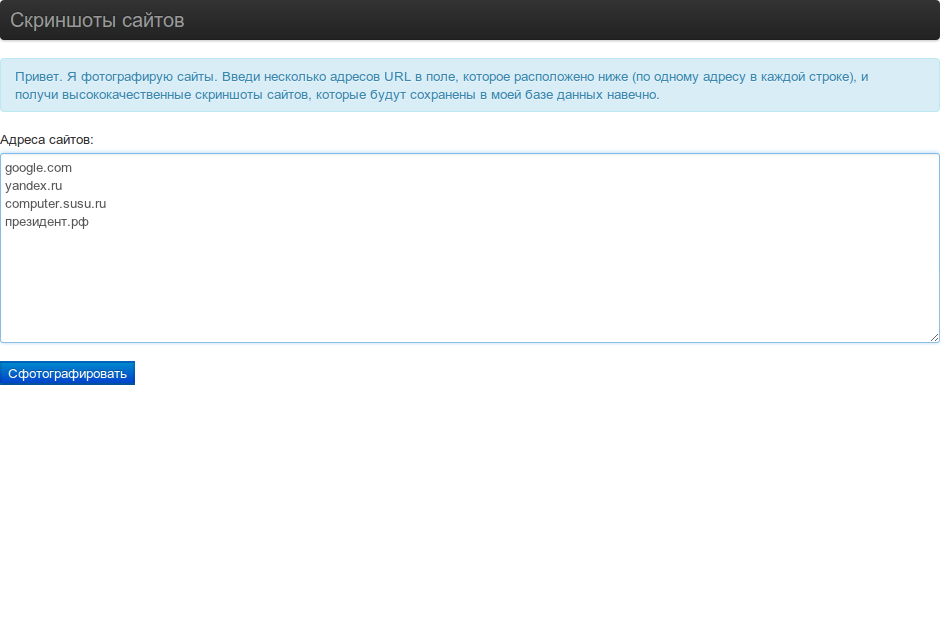 Скриншоты сайтов
Привет. Я фотографирую сайты. Введи несколько адресов URL в поле, которое расположено ниже (по одному адресу в каждой строке), и
получи высококачественные скриншоты сайтов, которые будут сохранены в моей базе данных навечно.
Адреса сайтов:
google.com
yandex.ru
computer.susu.ru
президент.рф
Сфотографировать